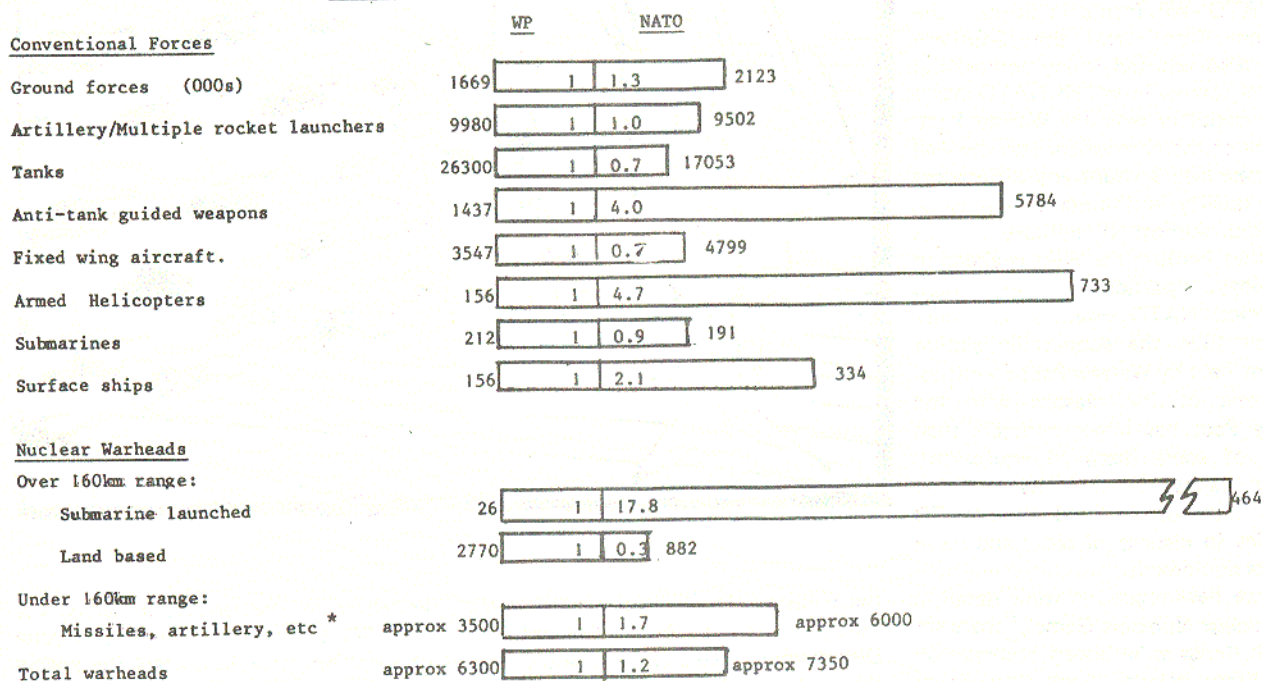 WP NATO
Conventional Forces
Ground forces (000s) 1669 1 1.3 2123
Artillery/Multiple rocket launchers 9980 1 1.0 9502
Tanks 26300 1 0.7 17053
Anti-tank guided weapons 1437 1 4.0 5784
Fixed wing aircraft. 3547 1 0.7 4799
Armed Helicopters 156 1 4.7 733
Submarines 212 1 0.9 191
Surface ships 156 1 2.1 334
Nuclear Warheads
Over 160km range:
Submarine launched 26 1 17.8 464
Land based 2770 1 0.3 882
Under 160km range:
Missiles, artillery, etc * approx 3500 1 1.7 approx 6000
Total warheads approx 6300 1 1.2 approx 7350